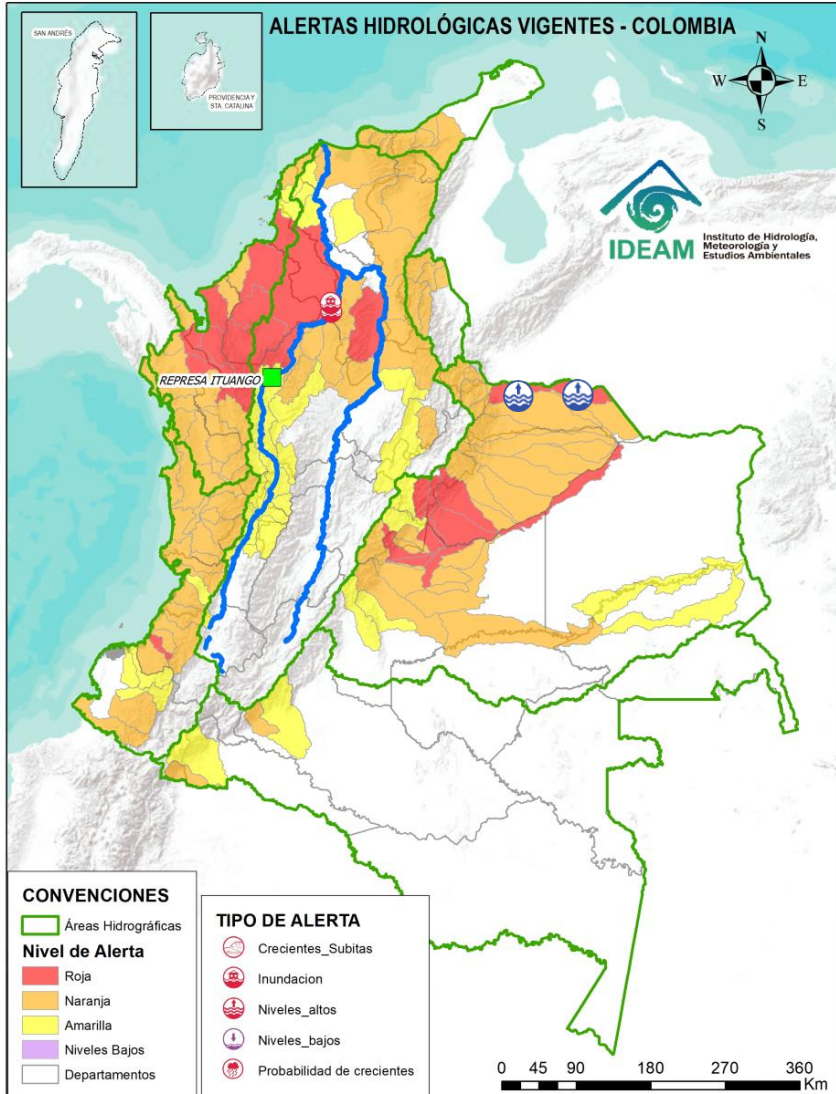 ALERTAS HIDROLÓGICAS VIGENTES - COLOMBIA
SAN ANDRÉS
PROVIDENCIA Y
STA. CATALINA
N
W
E
S
IDEAM
Instituto de Hidrología,
Meteorología y
Estudios Ambientales
REPRESA ITUANGO
CONVENCIONES
Áreas Hidrográficas
Nivel de Alerta
Roja
Naranja
Amarilla
Niveles Bajos
Departamentos
TIPO DE ALERTA
Crecientes_Subitas
Inundacion
Niveles_altos
Niveles_bajos
Probabilidad de crecientes
0 45 90 180 270 360
Km